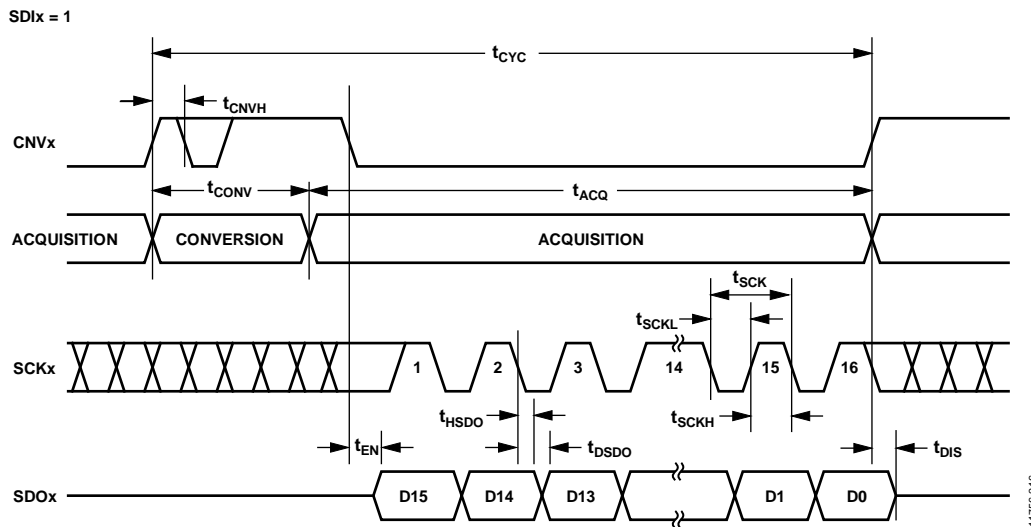 SDIx = 1
tCYC
tCNVH
CNVx
tCONV
tACQ
ACQUISITION CONVERSION ACQUISITION
tSCK
tSCKL
SCKx 1 2 3 14 15 16
tHSDO tSCKH
tEN tDSDO tDIS
SDOx D15 D14 D13 D1 D0